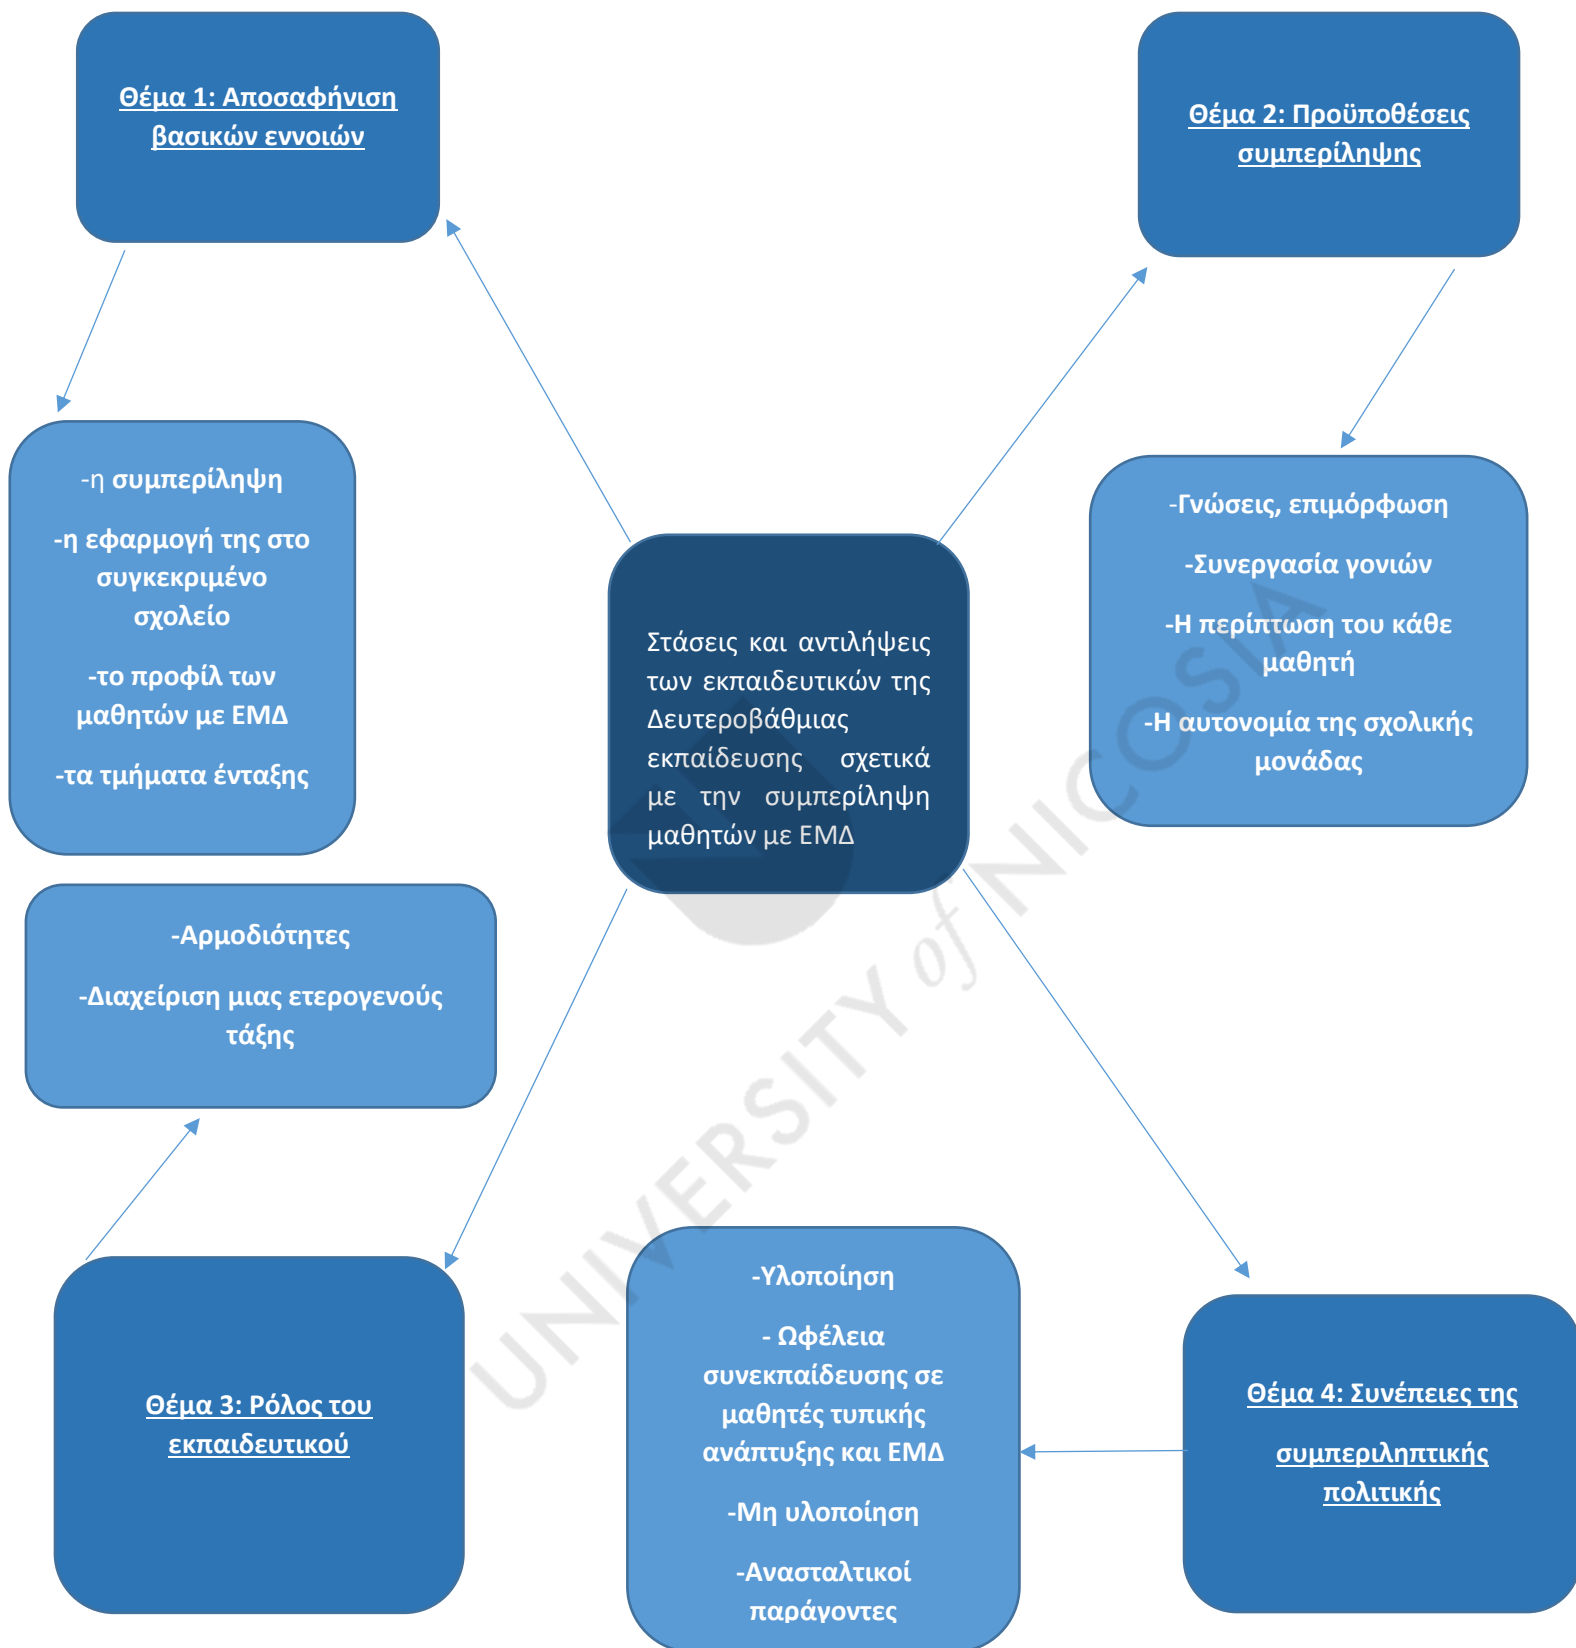 Θέμα 1: Αποσαφήνιση
βασικών εννοιών
Θέμα 2: Προϋποθέσεις
συμπερίληψης
-η συμπερίληψη
-η εφαρμογή της στο
συγκεκριμένο
σχολείο
-το προφίλ των
μαθητών με ΕΜΔ
-τα τμήματα ένταξης
-Γνώσεις, επιμόρφωση
-Συνεργασία γονιών
-Η περίπτωση του κάθε
μαθητή
-Η αυτονομία της σχολικής
μονάδας
Στάσεις και αντιλήψεις
των εκπαιδευτικών της
Δευτεροβάθμιας
εκπαίδευσης σχετικά
με την συμπερίληψη
μαθητών με ΕΜΔ
-Αρμοδιότητες
-Διαχείριση μιας ετερογενούς
τάξης
Θέμα 3: Ρόλος του
εκπαιδευτικού
-Υλοποίηση
- Ωφέλεια
συνεκπαίδευσης σε
μαθητές τυπικής
ανάπτυξης και ΕΜΔ
-Μη υλοποίηση
-Ανασταλτικοί
παράγοντες
Θέμα 4: Συνέπειες της
συμπεριληπτικής
πολιτικής
UNIVERSITY of NICOSIA